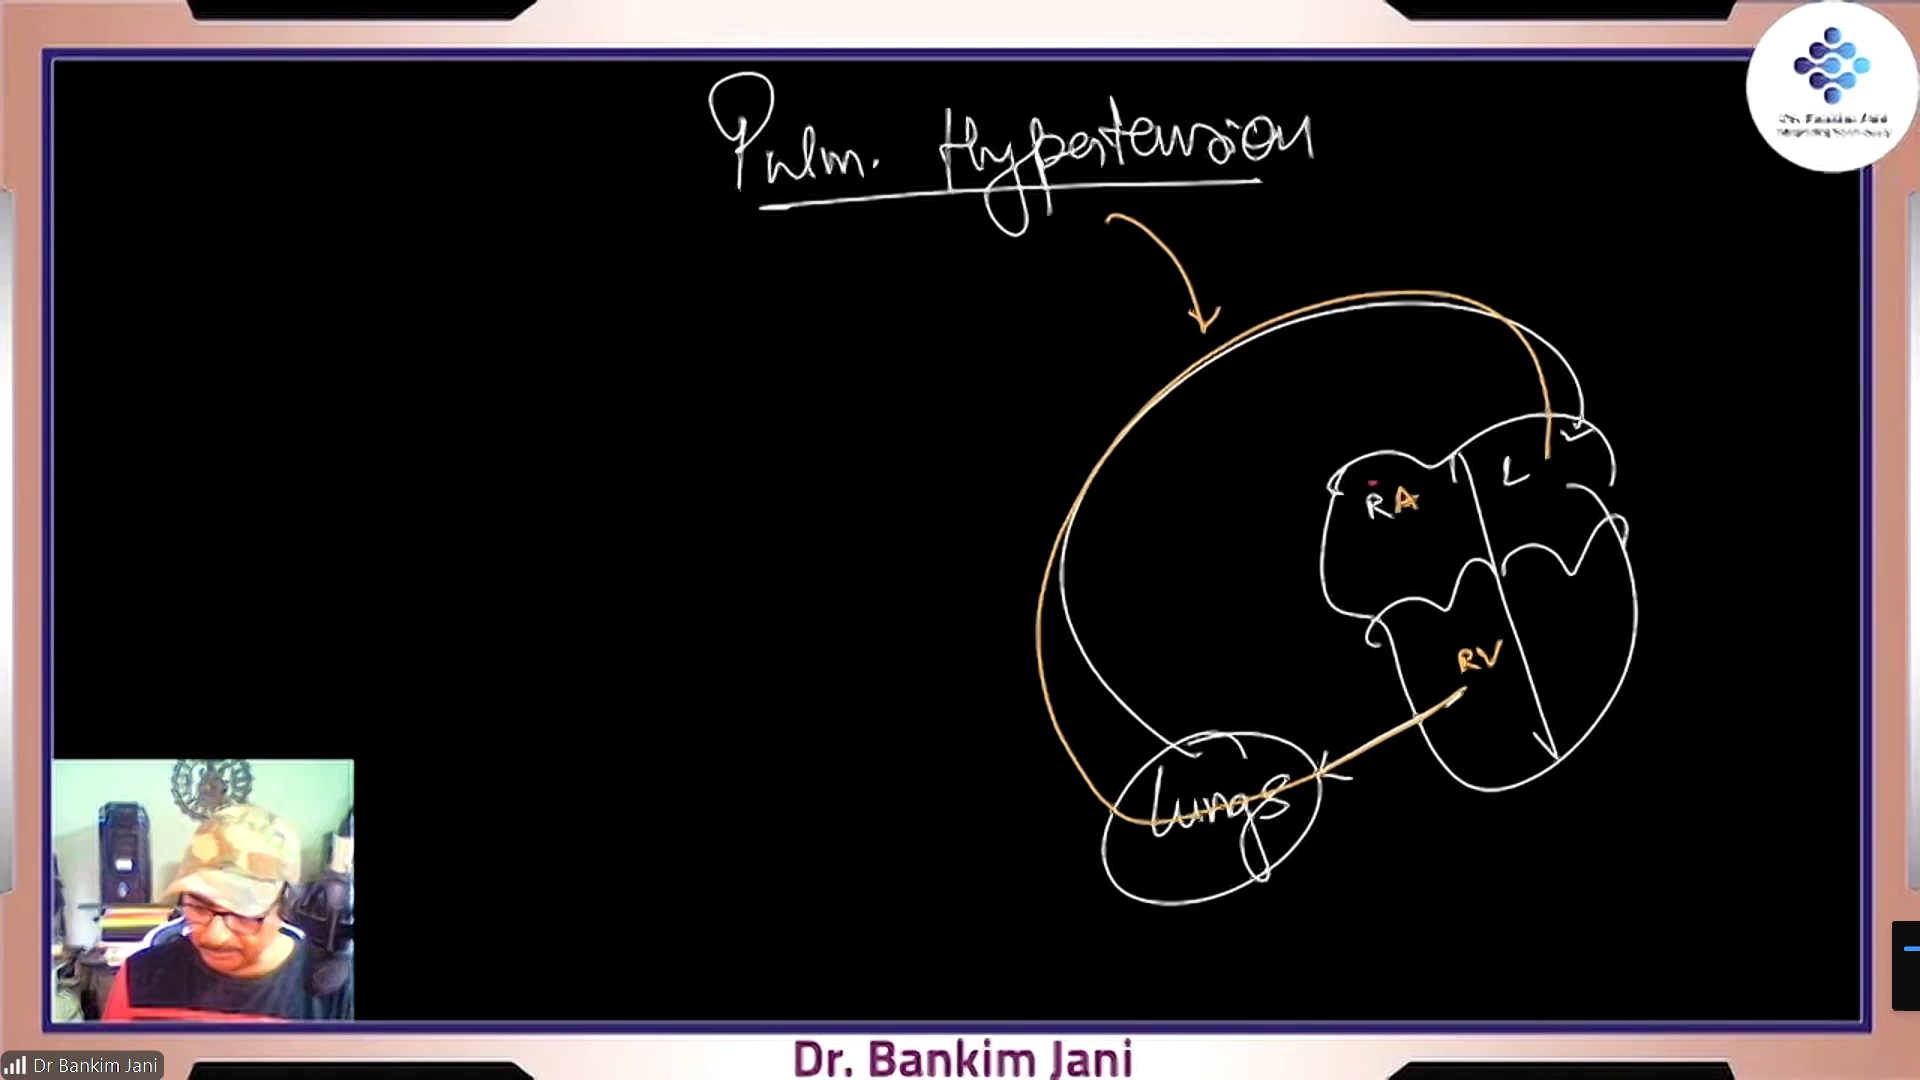 Pulm. Hypertension
L
RA
RV
Lungs
Dr. Bankim Jani
Dr Bankim Jani